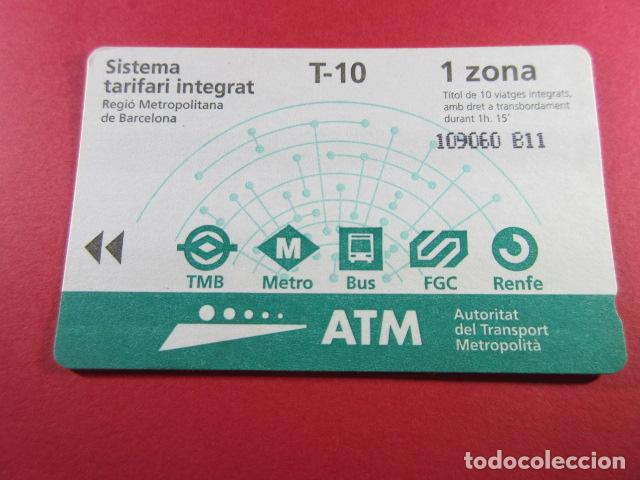 Sistema
tarifari integrat
Regió Metropolitana
de Barcelona
T-10
1 zona
Títol de 10 viatges integrats,
amb dret a transbordament
durant 1h. 15'
109060 B11
TMB
M
Metro
Bus
FGC
Renfe
ATM
Autoritat
del Transport
Metropolità
todocoleccion.net